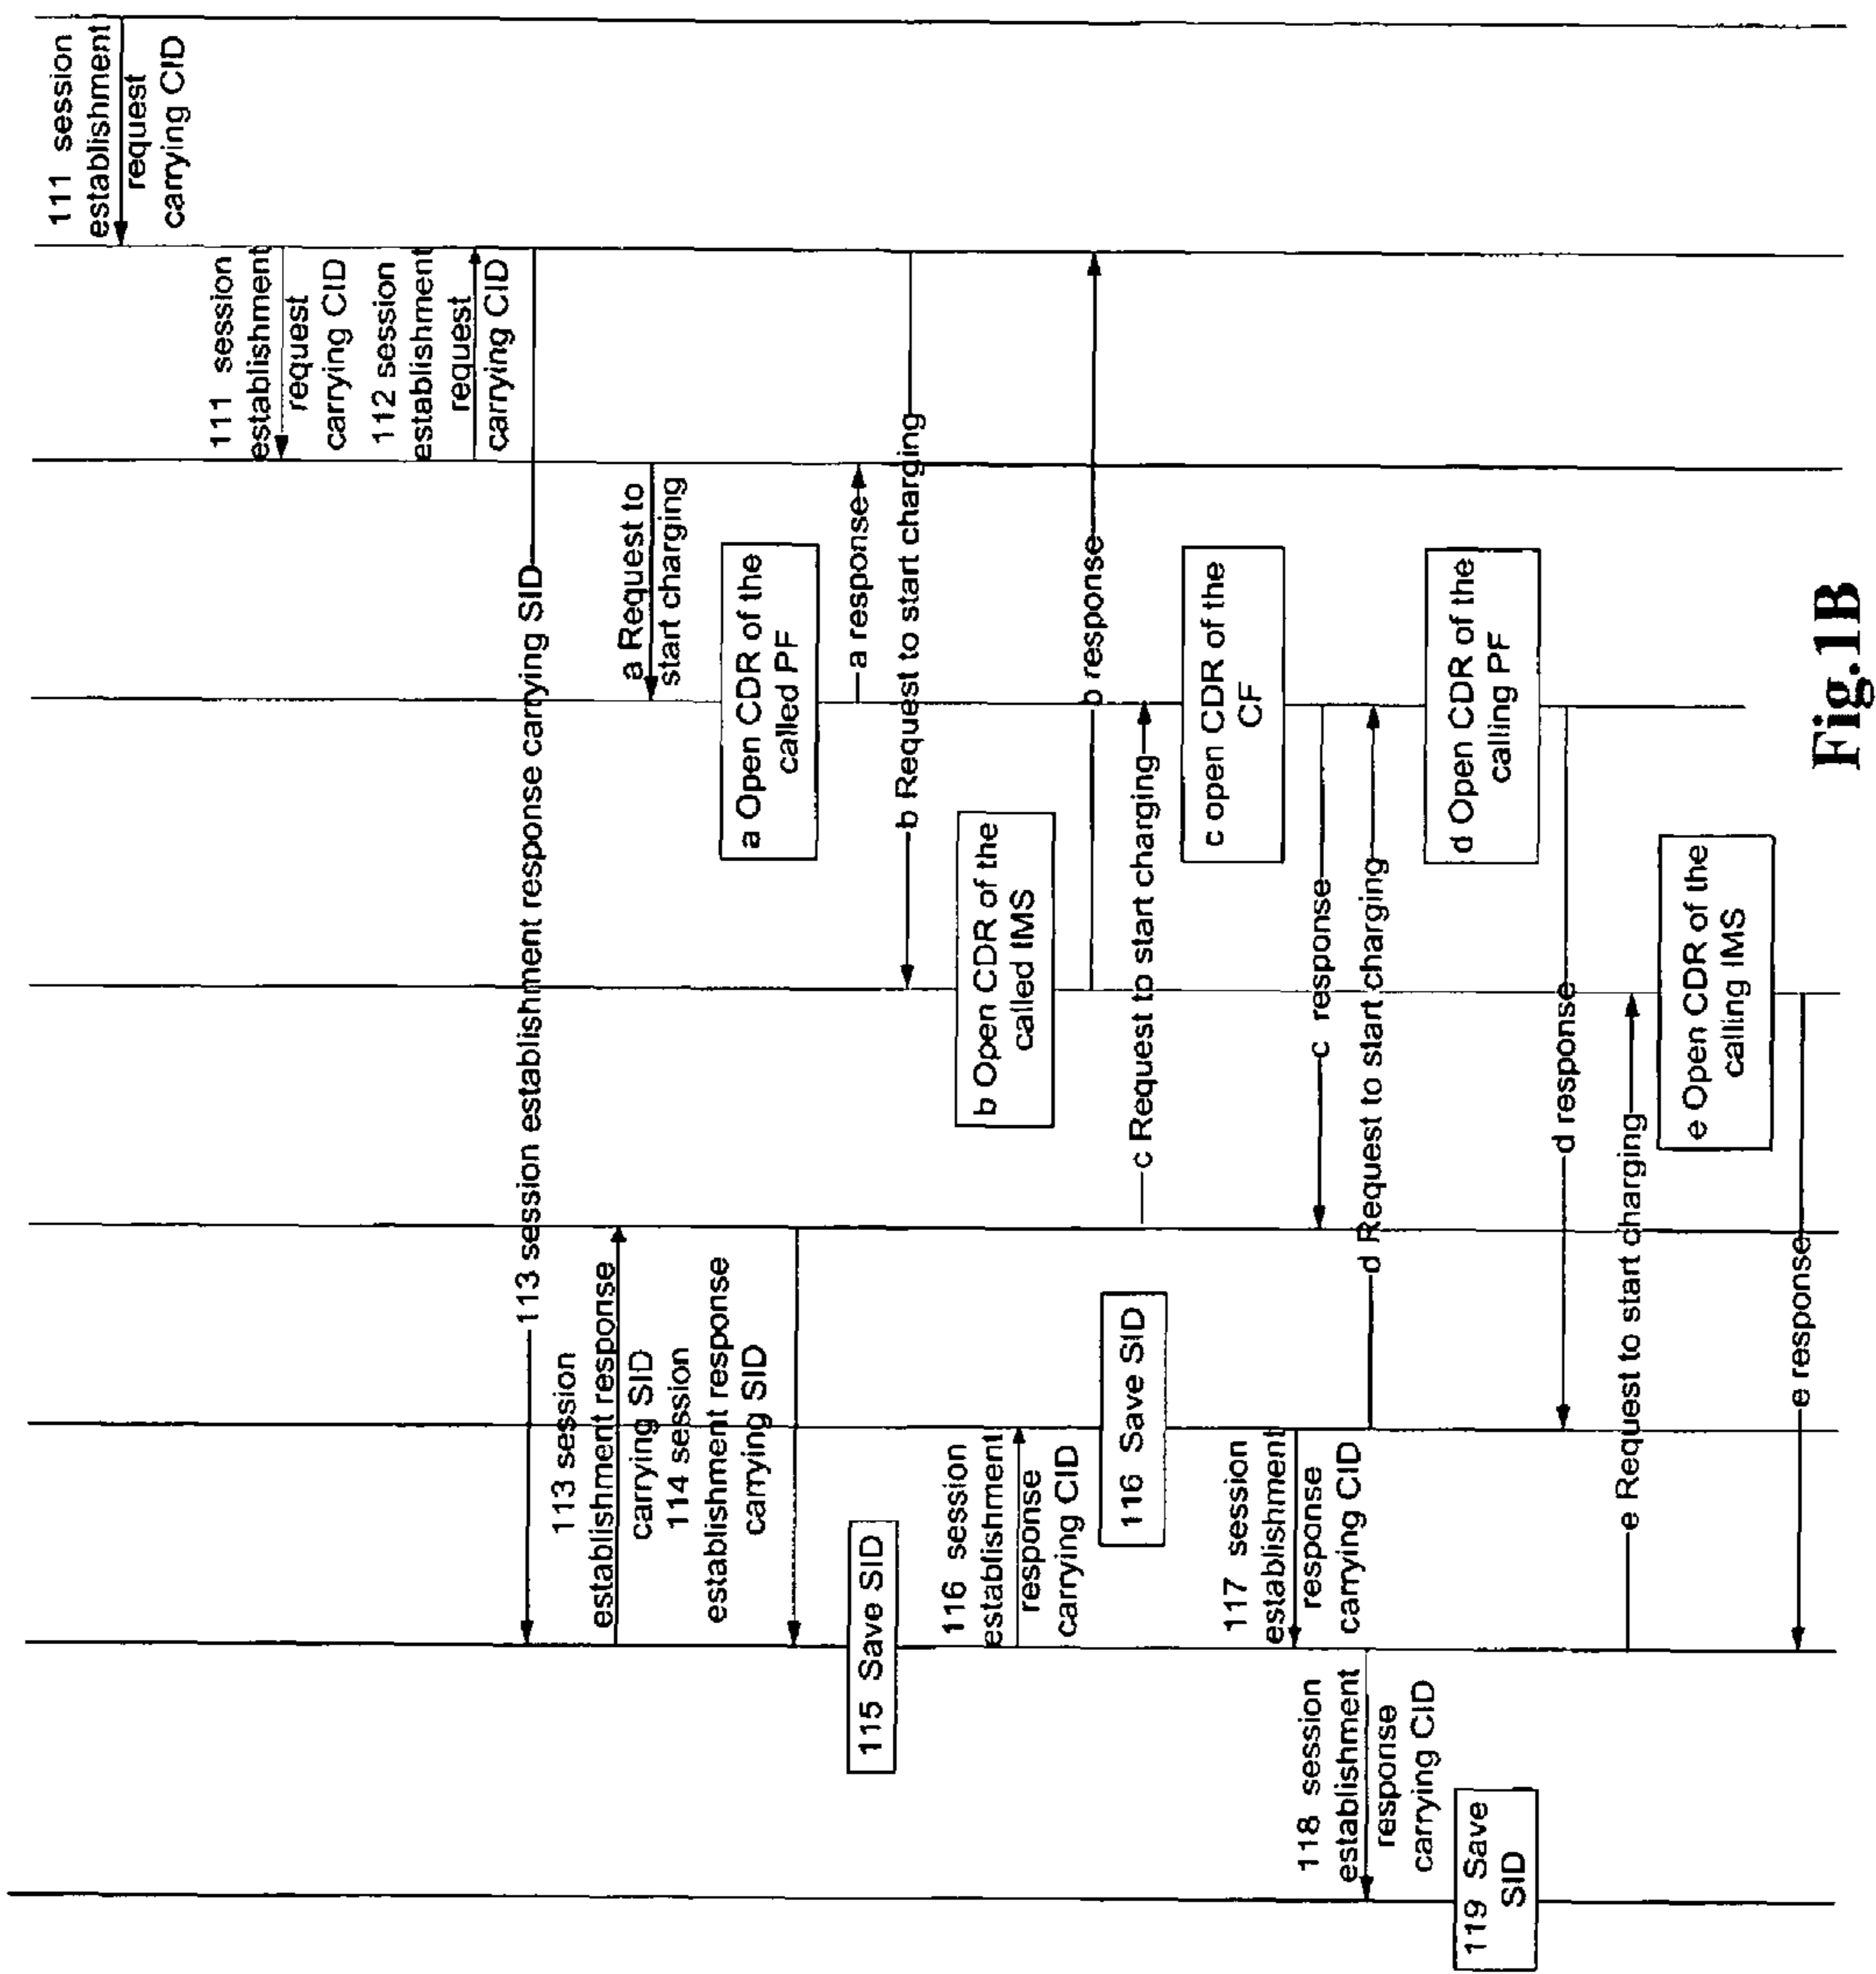 111 session
establishment
request
carrying CID
111 session
establishment
request
carrying CID
112 session
establishment
request
carrying CID
113 session establishment response carrying SID
113 session
establishment response
carrying SID
a Request to
start charging
114 session
establishment response
carrying SID
a Open CDR of the
called PF
115 Save SID
a response
b Request to start charging
116 session
establishment
response
carrying CID
b Open CDR of the
called IMS
b response
116 Save SID
c Request to start charging
c open CDR of the
CF
117 session
establishment
response
carrying CID
c response
118 session
establishment
response
carrying CID
d Request to start charging
d Open CDR of the
calling PF
119 Save
SID
d response
e Request to start charging
e Open CDR of the
calling IMS
e response
Fig.1B